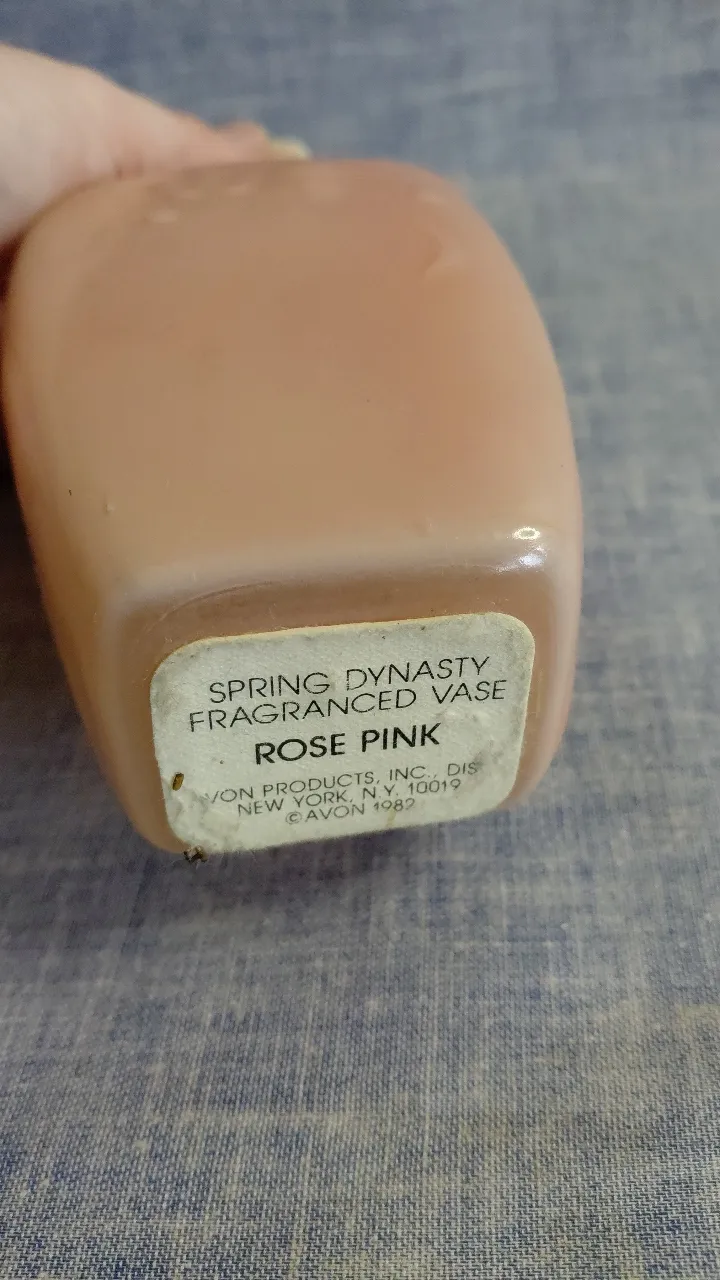 SPRING DYNASTY
FRAGRANCED VASE
ROSE PINK
VON PRODUCTS, INC., DIS
NEW YORK, N.Y. 10019
©AVON 1982